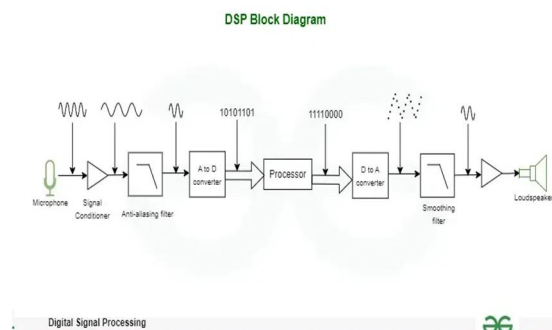 DSP Block Diagram
10101101
11110000
A to D
converter
Processor
D to A
converter
Microphone
Signal
Conditioner
Anti-aliasing filter
Smoothing
filter
Loudspeaker
Digital Signal Processing